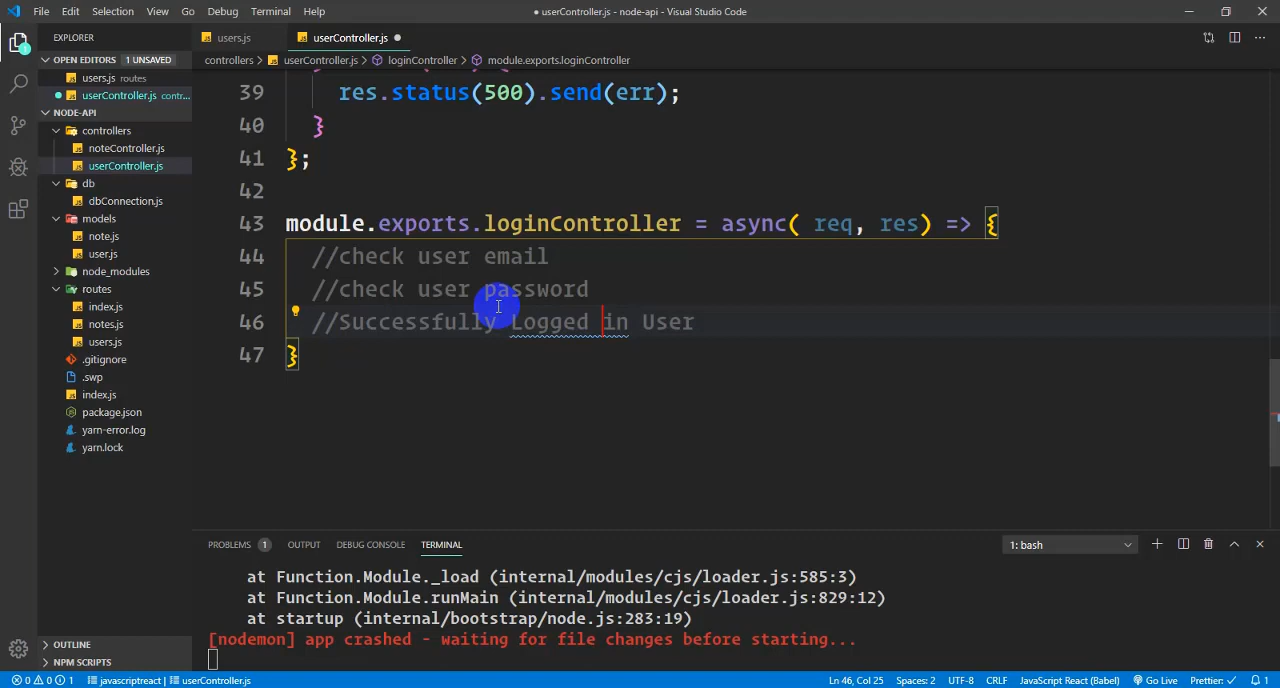 File Edit Selection View Go Debug Terminal Help
● userController.js - node-api - Visual Studio Code
EXPLORER
OPEN EDITORS 1 UNSAVED
users.js routes
userController.js contr...
NODE-API
controllers
noteController.js
userController.js
db
dbConnection.js
models
note.js
user.js
node_modules
routes
index.js
notes.js
users.js
.gitignore
.swp
index.js
package.json
yarn-error.log
yarn.lock
OUTLINE
NPM SCRIPTS
users.js
userController.js ●
controllers > userController.js > loginController > module.exports.loginController
39 res.status(500).send(err);
40 }
41 };
42
43 module.exports.loginController = async( req, res) => {
44 //check user email
45 //check user password
46 //Successfully Logged in User
47 }
PROBLEMS 1 OUTPUT DEBUG CONSOLE TERMINAL
1: bash
at Function.Module._load (internal/modules/cjs/loader.js:585:3)
at Function.Module.runMain (internal/modules/cjs/loader.js:829:12)
at startup (internal/bootstrap/node.js:283:19)
[nodemon] app crashed - waiting for file changes before starting...
0 0 1 javascriptreact | userController.js
Ln 46, Col 25 Spaces: 2 UTF-8 CRLF JavaScript React (Babel) Go Live Prettier: ✓ 1